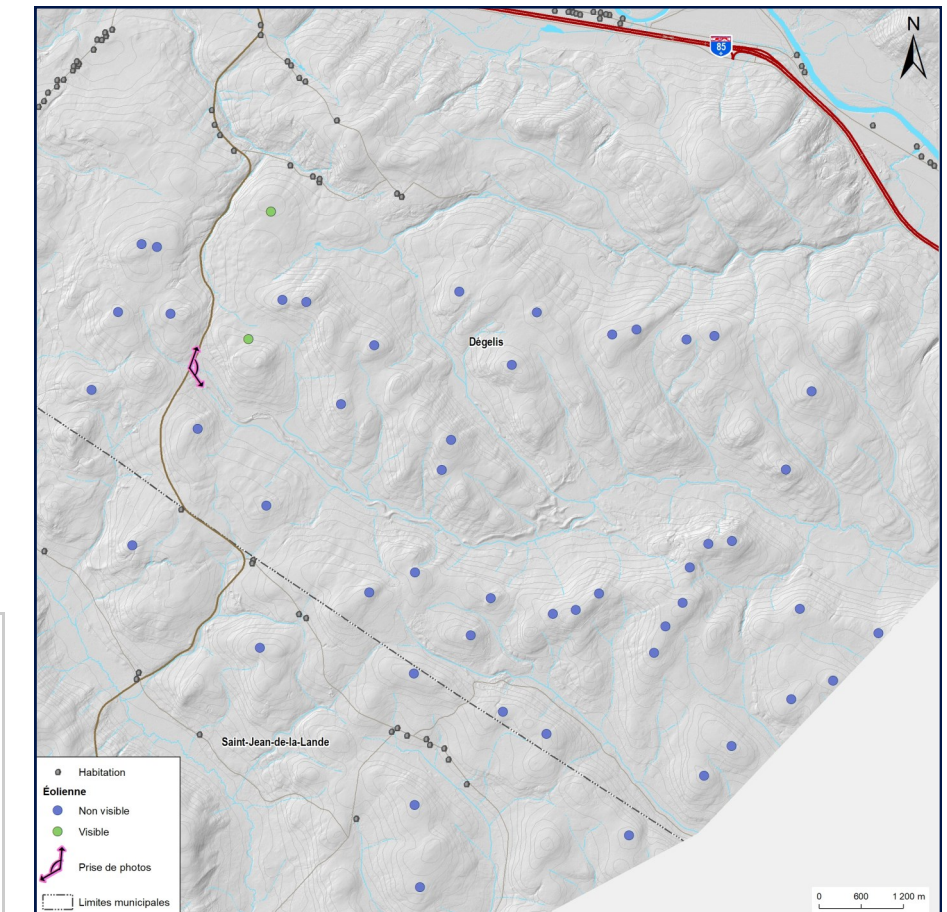 N
85
Dégelis
Saint-Jean-de-la-Lande
Habitation
Éolienne
Non visible
Visible
Prise de photos
Limites municipales
0 600 1 200 m